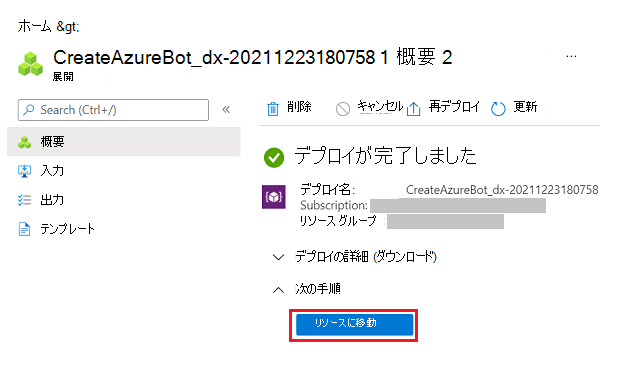 ホーム &gt;
CreateAzureBot_dx-20211223180758 1 概要 2
...
展開
Search (Ctrl+/)
«
削除
キャンセル
再デプロイ
更新
概要
入力
出力
テンプレート
デプロイが完了しました
デプロイ名: CreateAzureBot_dx-20211223180758
Subscription:
リソース グループ :
デプロイの詳細 (ダウンロード)
次の手順
リソースに移動